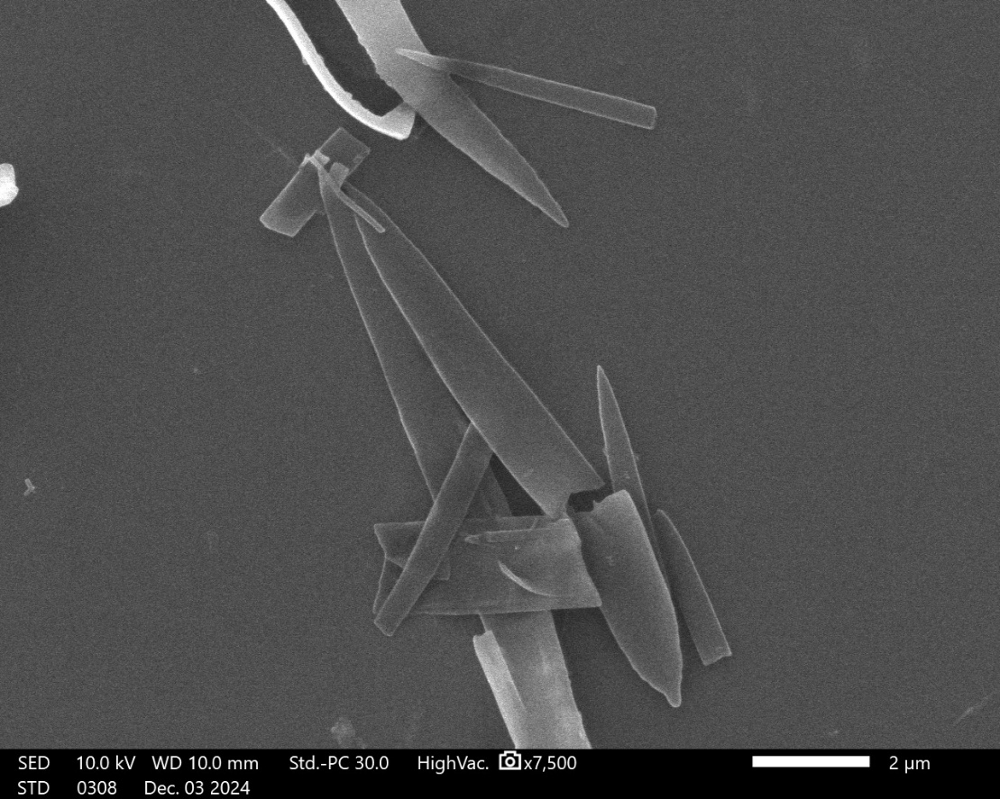 SED 10.0 kV WD 10.0 mm Std.-PC 30.0 HighVac. x7,500 2 µm
STD 0308 Dec. 03 2024